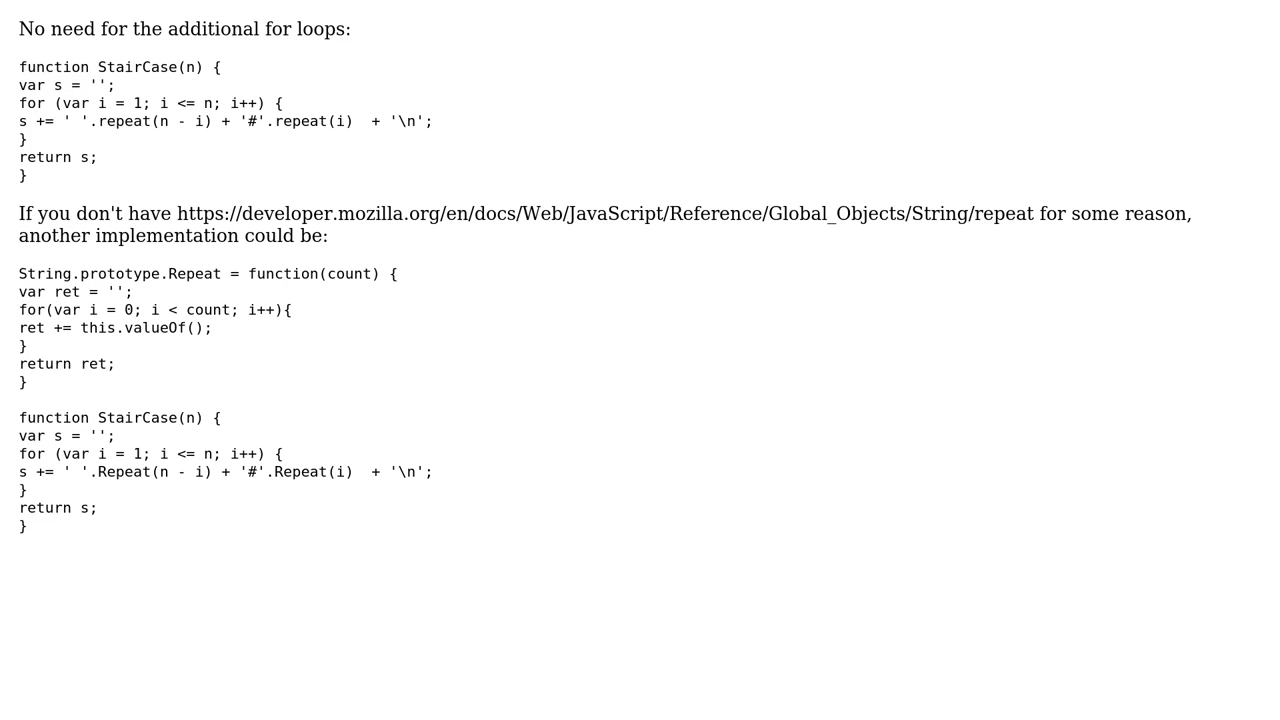 No need for the additional for loops:
function StairCase(n) {
var s = '';
for (var i = 1; i <= n; i++) {
s += ' '.repeat(n - i) + '#'.repeat(i)  + '\n';
}
return s;
}
If you don't have https://developer.mozilla.org/en/docs/Web/JavaScript/Reference/Global_Objects/String/repeat for some reason,
another implementation could be:
String.prototype.Repeat = function(count) {
var ret = '';
for(var i = 0; i < count; i++){
ret += this.valueOf();
}
return ret;
}
function StairCase(n) {
var s = '';
for (var i = 1; i <= n; i++) {
s += ' '.Repeat(n - i) + '#'.Repeat(i)  + '\n';
}
return s;
}